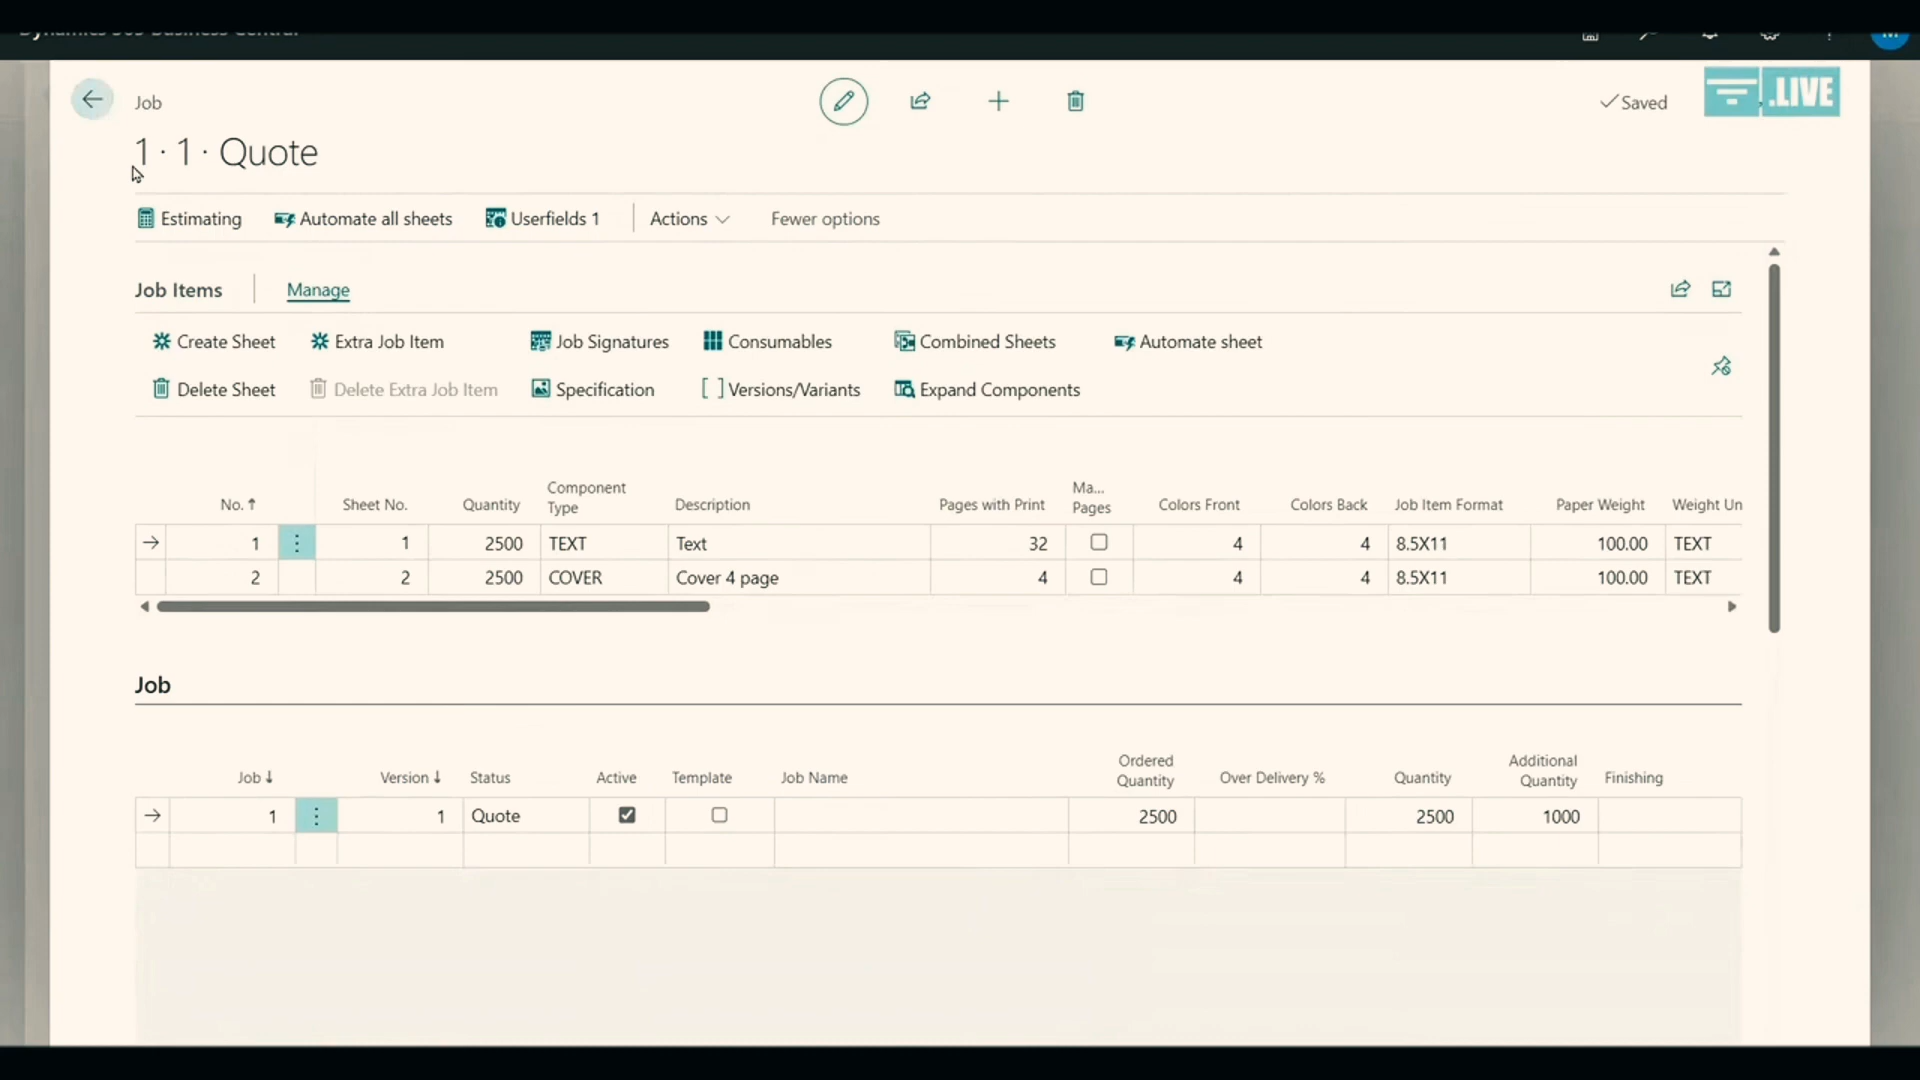 Dynamics 365 Business Central
M
Job
Saved
.LIVE
1 · 1 · Quote
Estimating Automate all sheets Userfields 1 Actions Fewer options
Job Items Manage
Create Sheet Extra Job Item Job Signatures Consumables Combined Sheets Automate sheet
Delete Sheet Delete Extra Job Item Specification Versions/Variants Expand Components
No. ↑ Sheet No. Quantity Component Type Description Pages with Print Ma... Pages Colors Front Colors Back Job Item Format Paper Weight Weight Un
1 1 2500 TEXT Text 32 4 4 8.5X11 100.00 TEXT
2 2 2500 COVER Cover 4 page 4 4 4 8.5X11 100.00 TEXT
Job
Job ↓ Version ↓ Status Active Template Job Name Ordered Quantity Over Delivery % Quantity Additional Quantity Finishing
1 1 Quote 2500 2500 1000